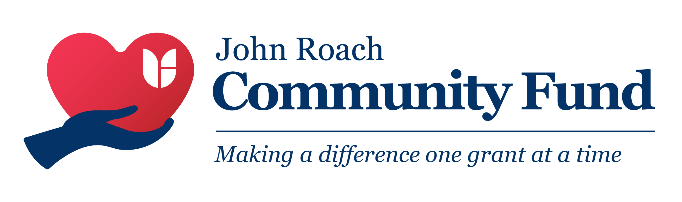 John Roach
Community Fund
Making a difference one grant at a time